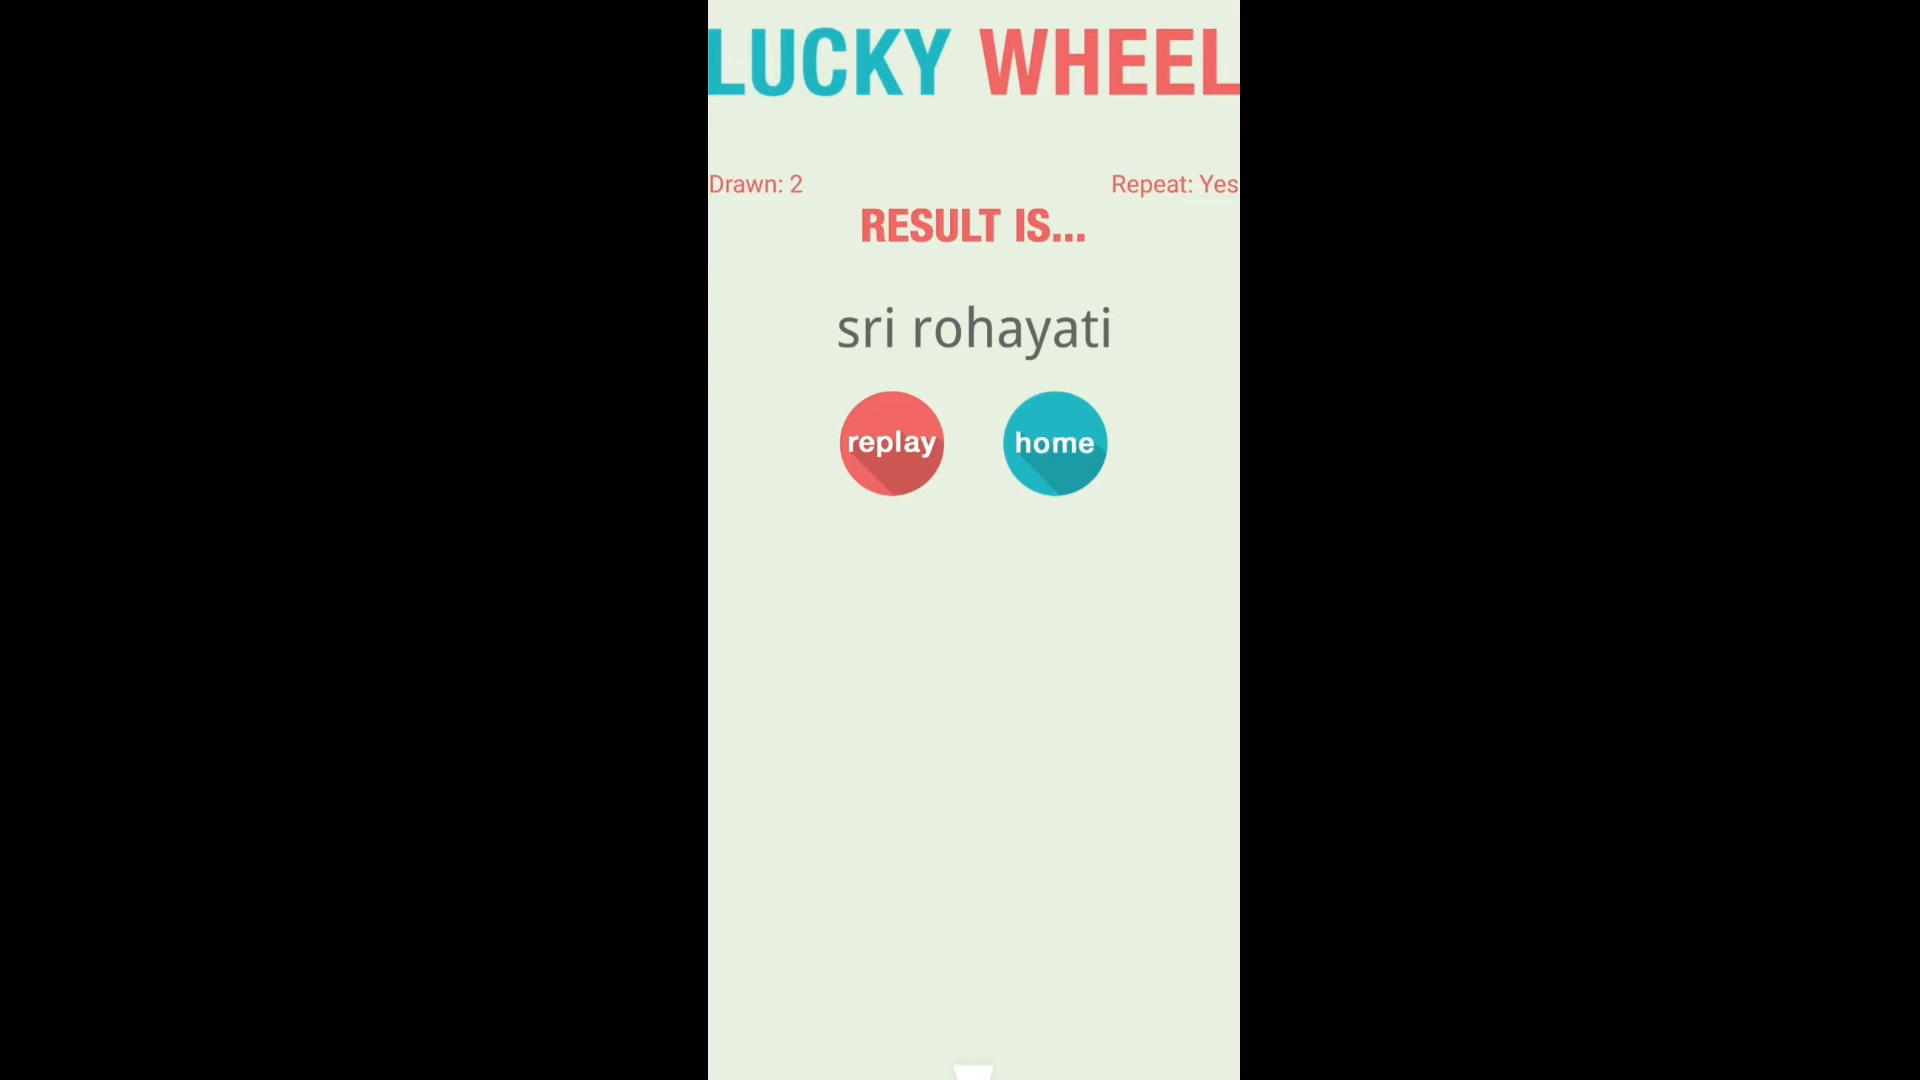 LUCKY WHEEL
Drawn: 2 Repeat: Yes
RESULT IS...
sri rohayati
replay home